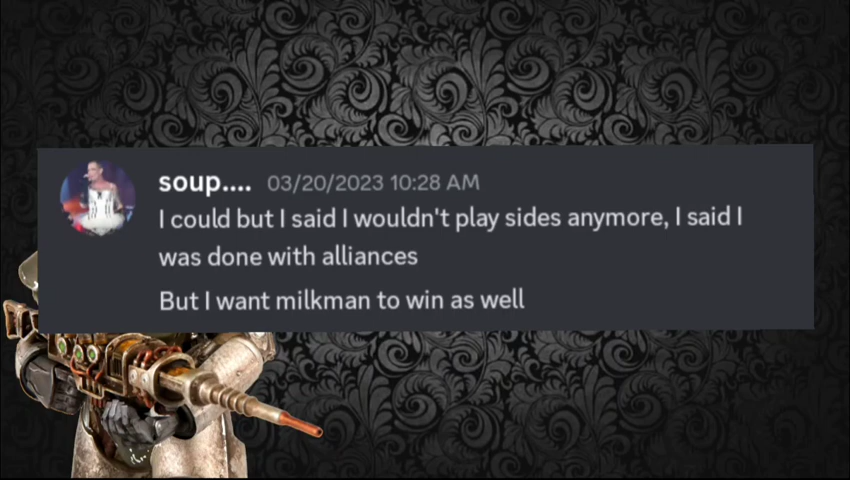 soup.... 03/20/2023 10:28 AM
I could but I said I wouldn't play sides anymore, I said I
was done with alliances
But I want milkman to win as well